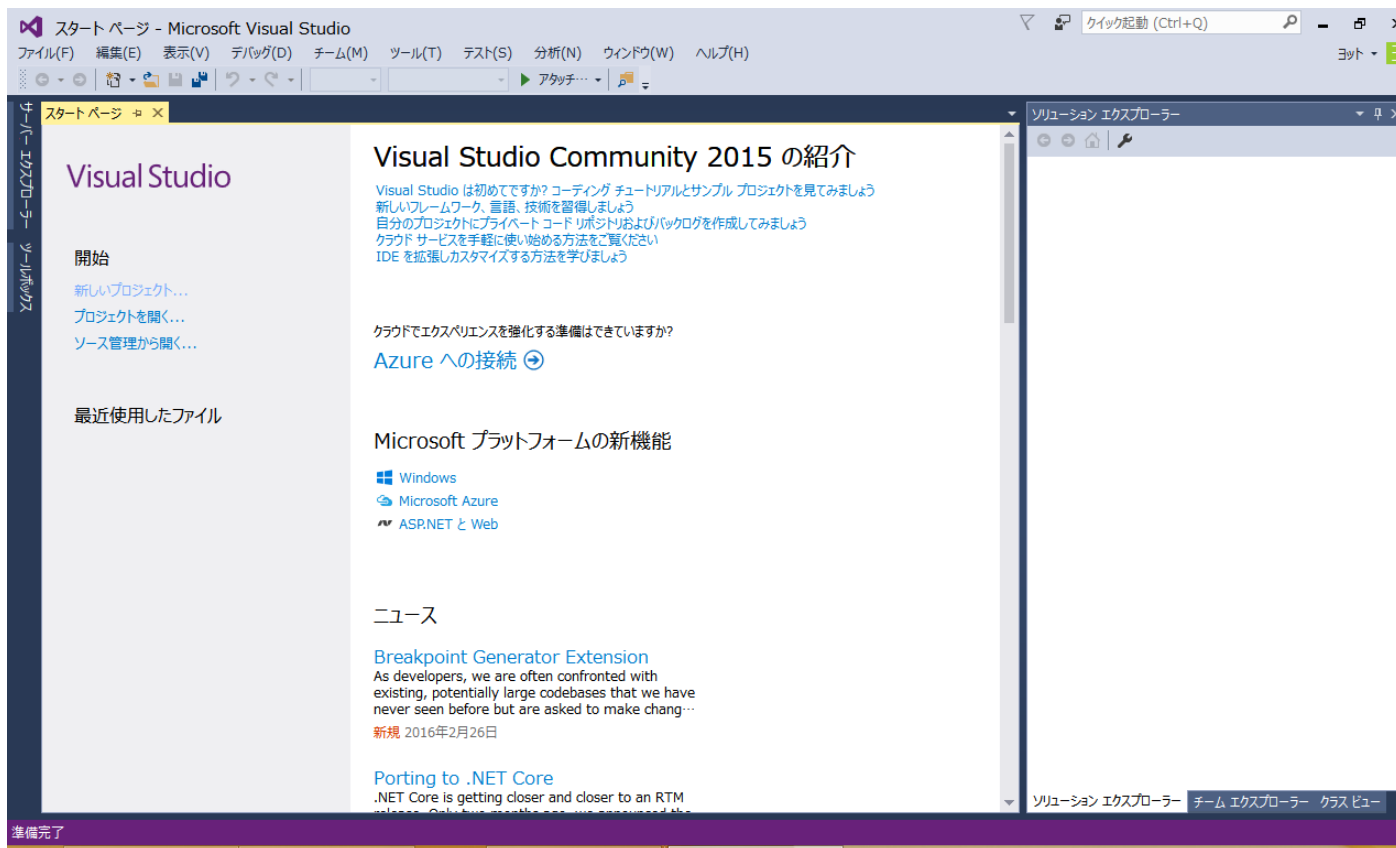 スタート ページ - Microsoft Visual Studio
クイック起動 (Ctrl+Q)
ファイル(F) 編集(E) 表示(V) デバッグ(D) チーム(M) ツール(T) テスト(S) 分析(N) ウィンドウ(W) ヘルプ(H)
ヨット
アタッチ…
サーバー エクスプローラー
ツールボックス
スタート ページ
Visual Studio
開始
新しいプロジェクト...
プロジェクトを開く...
ソース管理から開く...
最近使用したファイル
Visual Studio Community 2015 の紹介
Visual Studio は初めてですか? コーディング チュートリアルとサンプル プロジェクトを見てみましょう
新しいフレームワーク、言語、技術を習得しましょう
自分のプロジェクトにプライベート コード リポジトリおよびバックログを作成してみましょう
クラウド サービスを手軽に使い始める方法をご覧ください
IDE を拡張しカスタマイズする方法を学びましょう
クラウドでエクスペリエンスを強化する準備はできていますか?
Azure への接続
Microsoft プラットフォームの新機能
Windows
Microsoft Azure
ASP.NET と Web
ニュース
Breakpoint Generator Extension
As developers, we are often confronted with
existing, potentially large codebases that we have
never seen before but are asked to make chang…
新規 2016年2月26日
Porting to .NET Core
.NET Core is getting closer and closer to an RTM
ソリューション エクスプローラー
ソリューション エクスプローラー チーム エクスプローラー クラス ビュー
準備完了